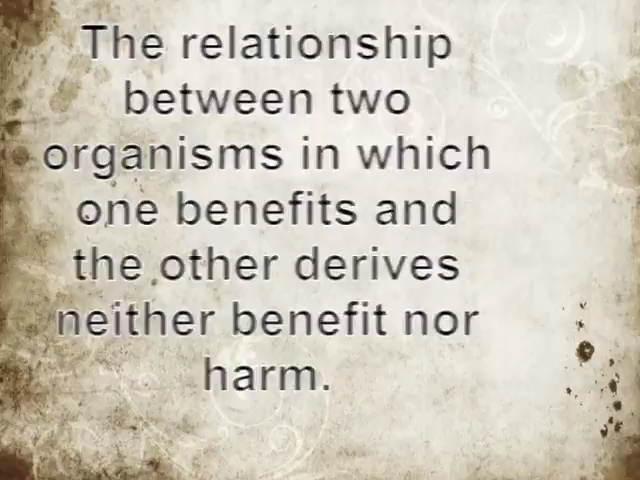 The relationship
between two
organisms in which
one benefits and
the other derives
neither benefit nor
harm.